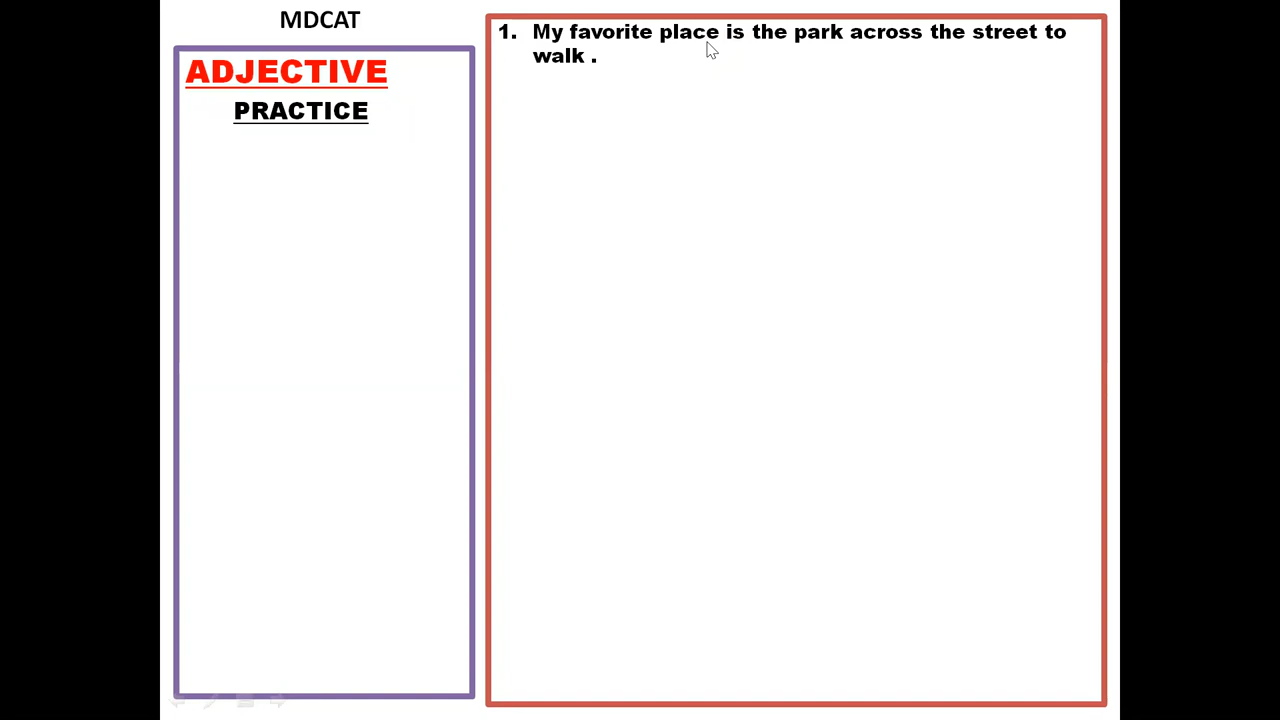 MDCAT
ADJECTIVE
PRACTICE
1. My favorite place is the park across the street to
walk .